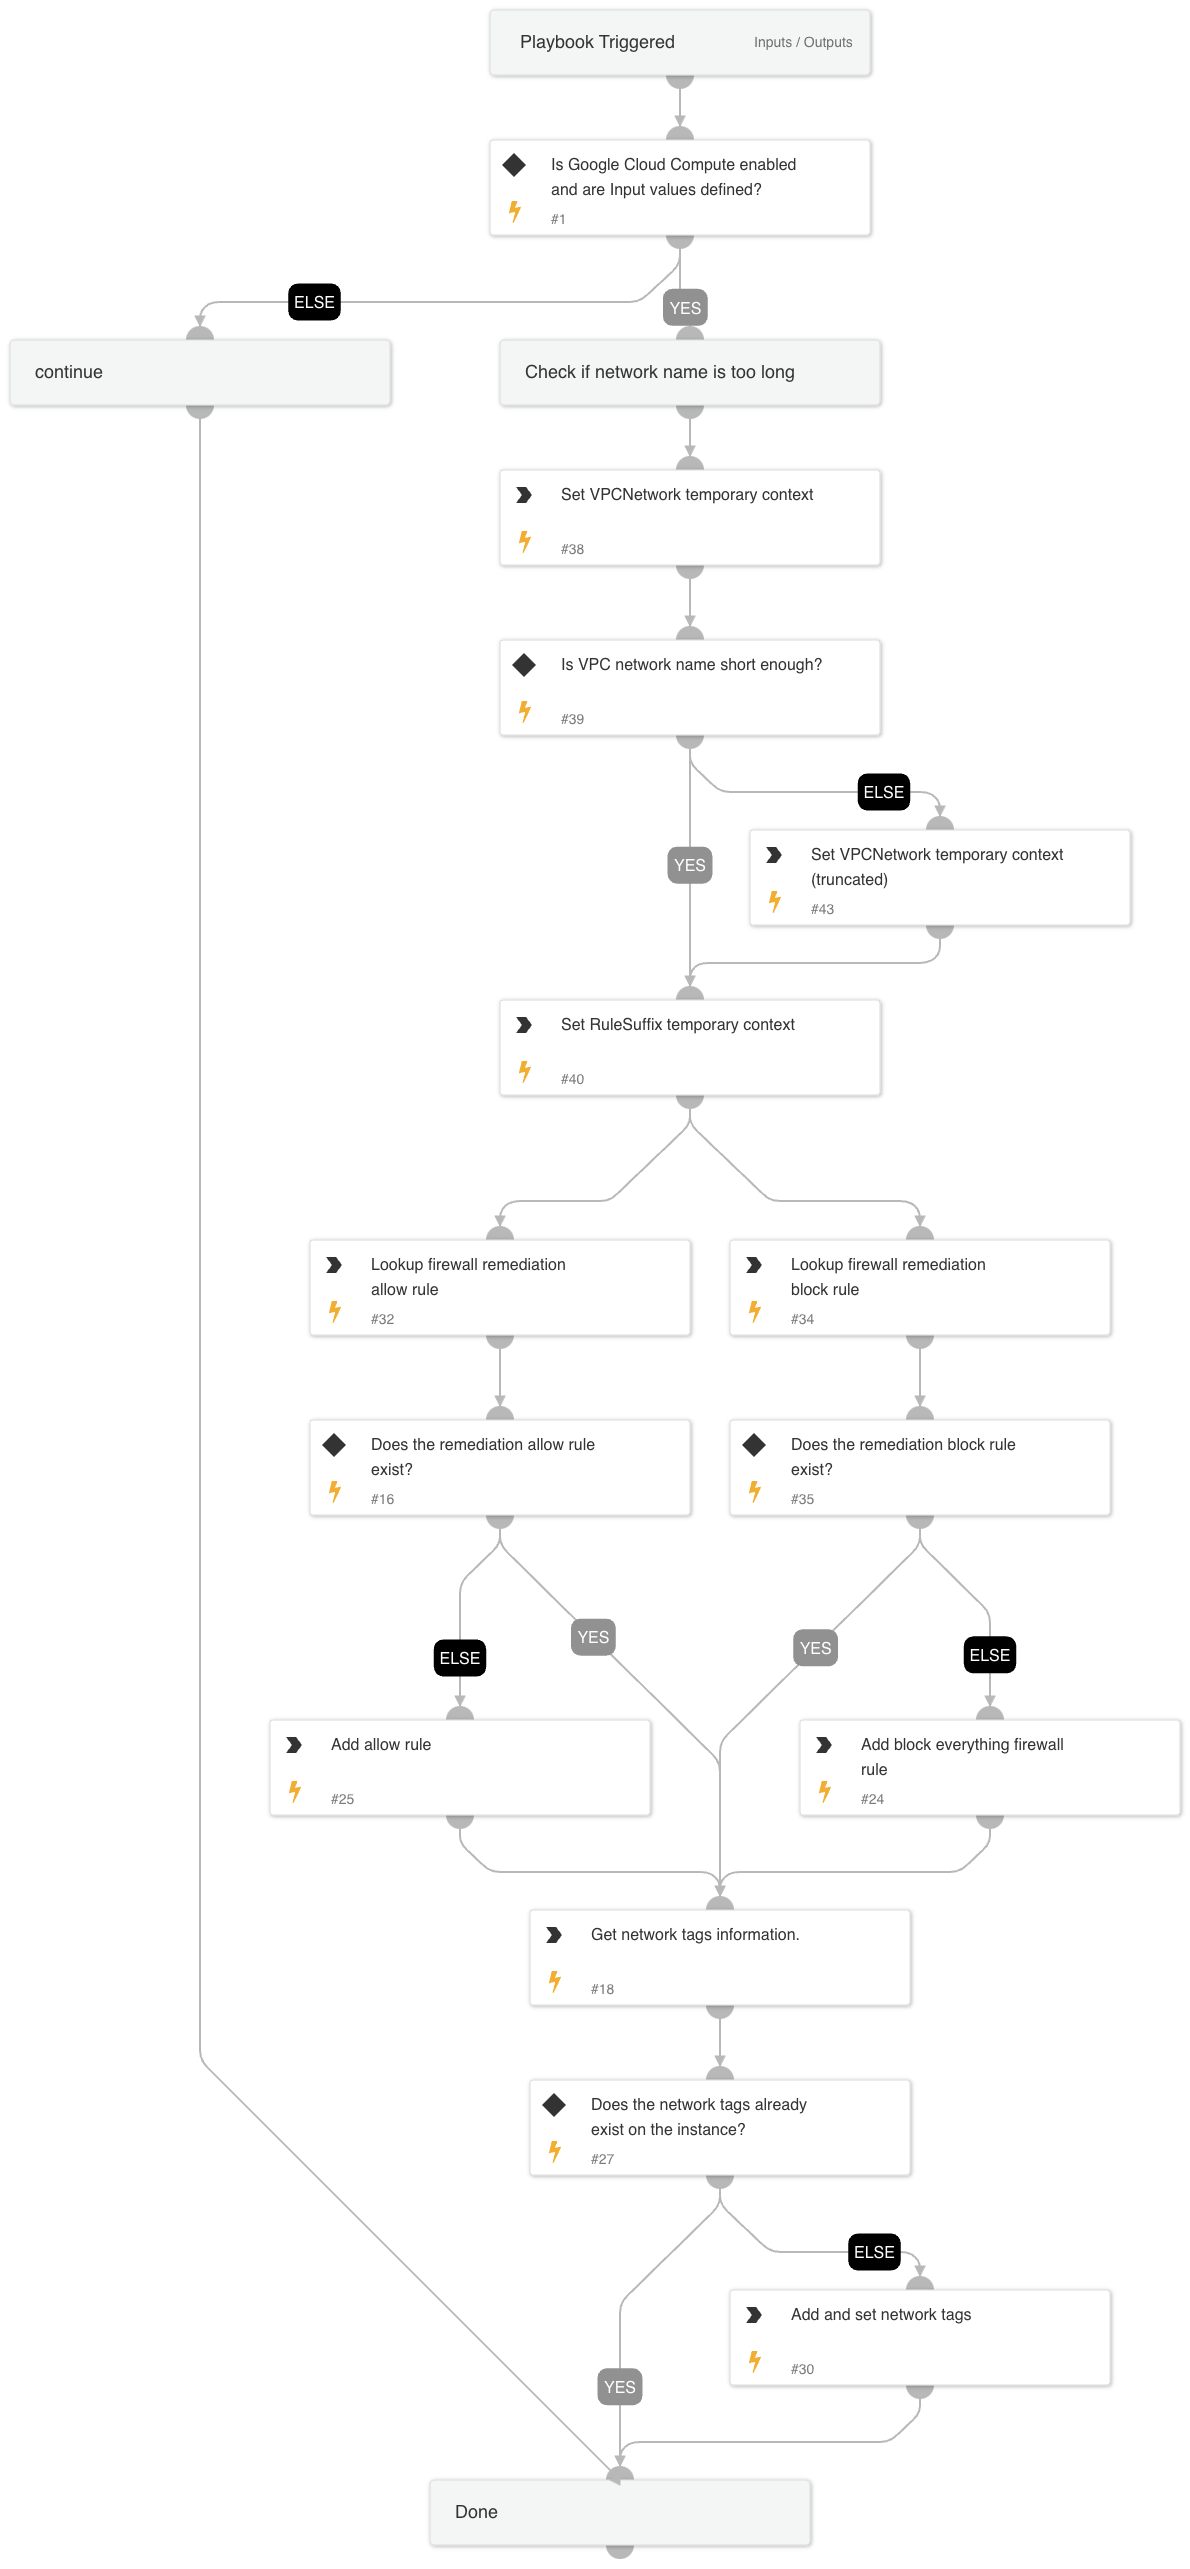 Playbook Triggered
Inputs / Outputs
Is Google Cloud Compute enabled
and are Input values defined?
#1
ELSE
YES
continue
Check if network name is too long
Set VPCNetwork temporary context
#38
Is VPC network name short enough?
#39
ELSE
YES
Set VPCNetwork temporary context
(truncated)
#43
Set RuleSuffix temporary context
#40
Lookup firewall remediation
allow rule
#32
Lookup firewall remediation
block rule
#34
Does the remediation allow rule
exist?
#16
Does the remediation block rule
exist?
#35
ELSE
YES
YES
ELSE
Add allow rule
#25
Add block everything firewall
rule
#24
Get network tags information.
#18
Does the network tags already
exist on the instance?
#27
ELSE
Add and set network tags
#30
YES
Done